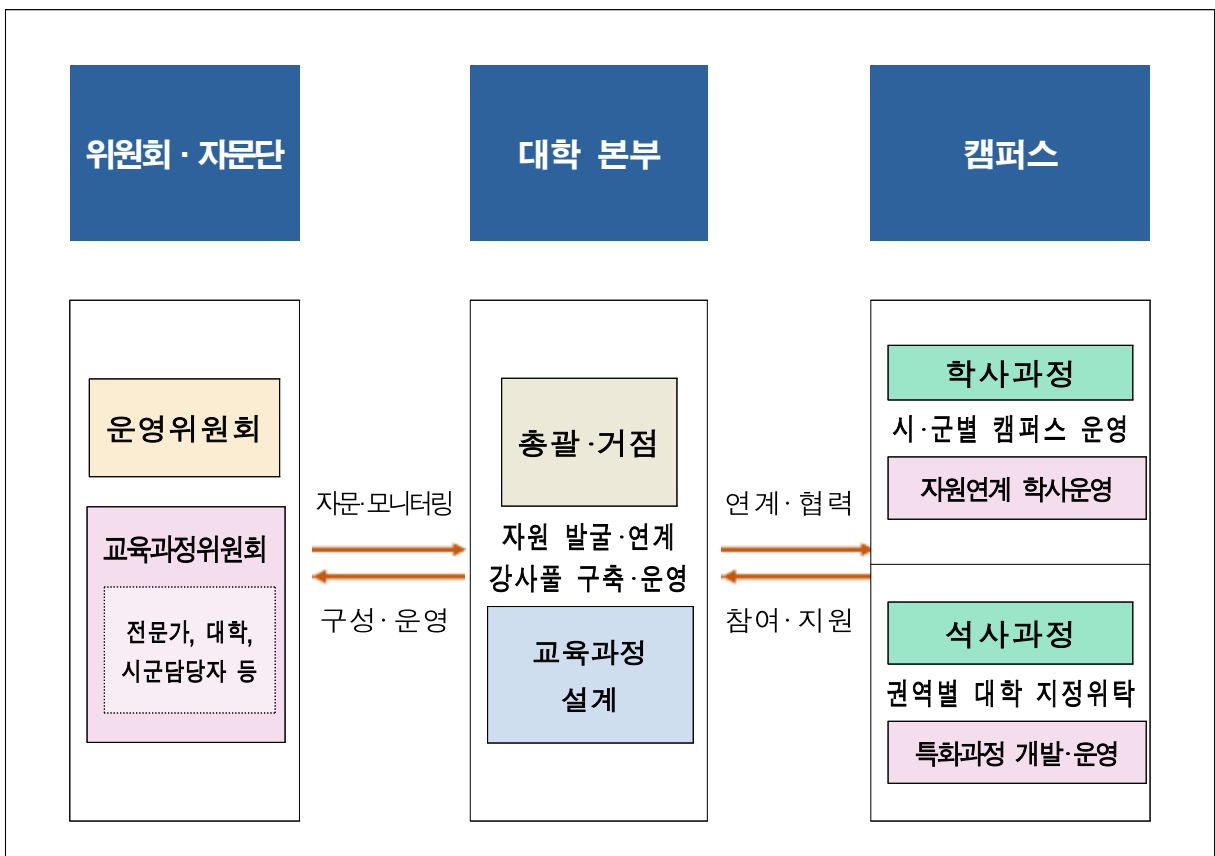 위원회 · 자문단
대학 본부
캠퍼스
운영위원회
교육과정위원회
전문가, 대학,
시군담당자 등
자문·모니터링
구성· 운영
총괄 ·거점
자원 발굴·연계
강사풀 구축·운영
교육과정
설계
연계· 협력
참여· 지원
학사과정
시·군별 캠퍼스 운영
자원연계 학사운영
석사과정
권역별 대학 지정위탁
특화과정 개발·운영